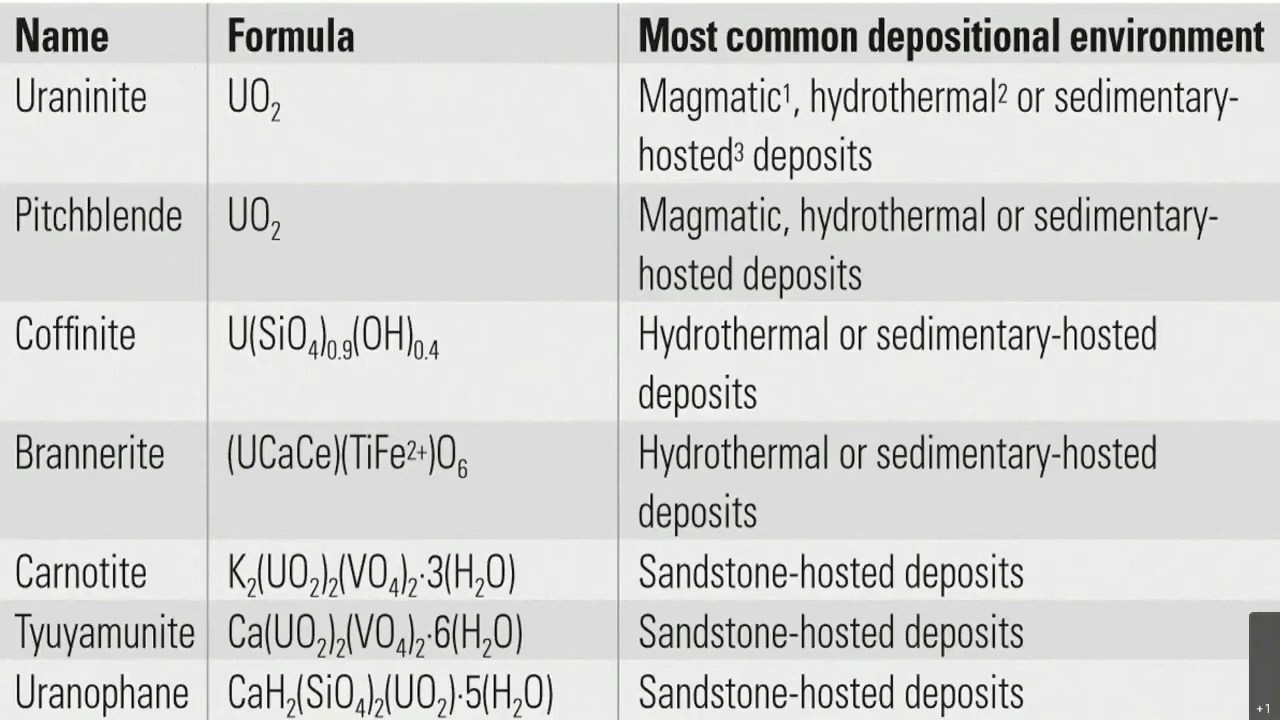 Name Formula Most common depositional environment
Uraninite UO₂ Magmatic¹, hydrothermal² or sedimentary-
hosted³ deposits
Pitchblende UO₂ Magmatic, hydrothermal or sedimentary-
hosted deposits
Coffinite U(SiO₄)₀.₉(OH)₀.₄ Hydrothermal or sedimentary-hosted
deposits
Brannerite (UCaCe)(TiFe²⁺)O₆ Hydrothermal or sedimentary-hosted
deposits
Carnotite K₂(UO₂)₂(VO₄)₂·3(H₂O) Sandstone-hosted deposits
Tyuyamunite Ca(UO₂)₂(VO₄)₂·6(H₂O) Sandstone-hosted deposits
Uranophane CaH₂(SiO₄)₂(UO₂)·5(H₂O) Sandstone-hosted deposits
+1